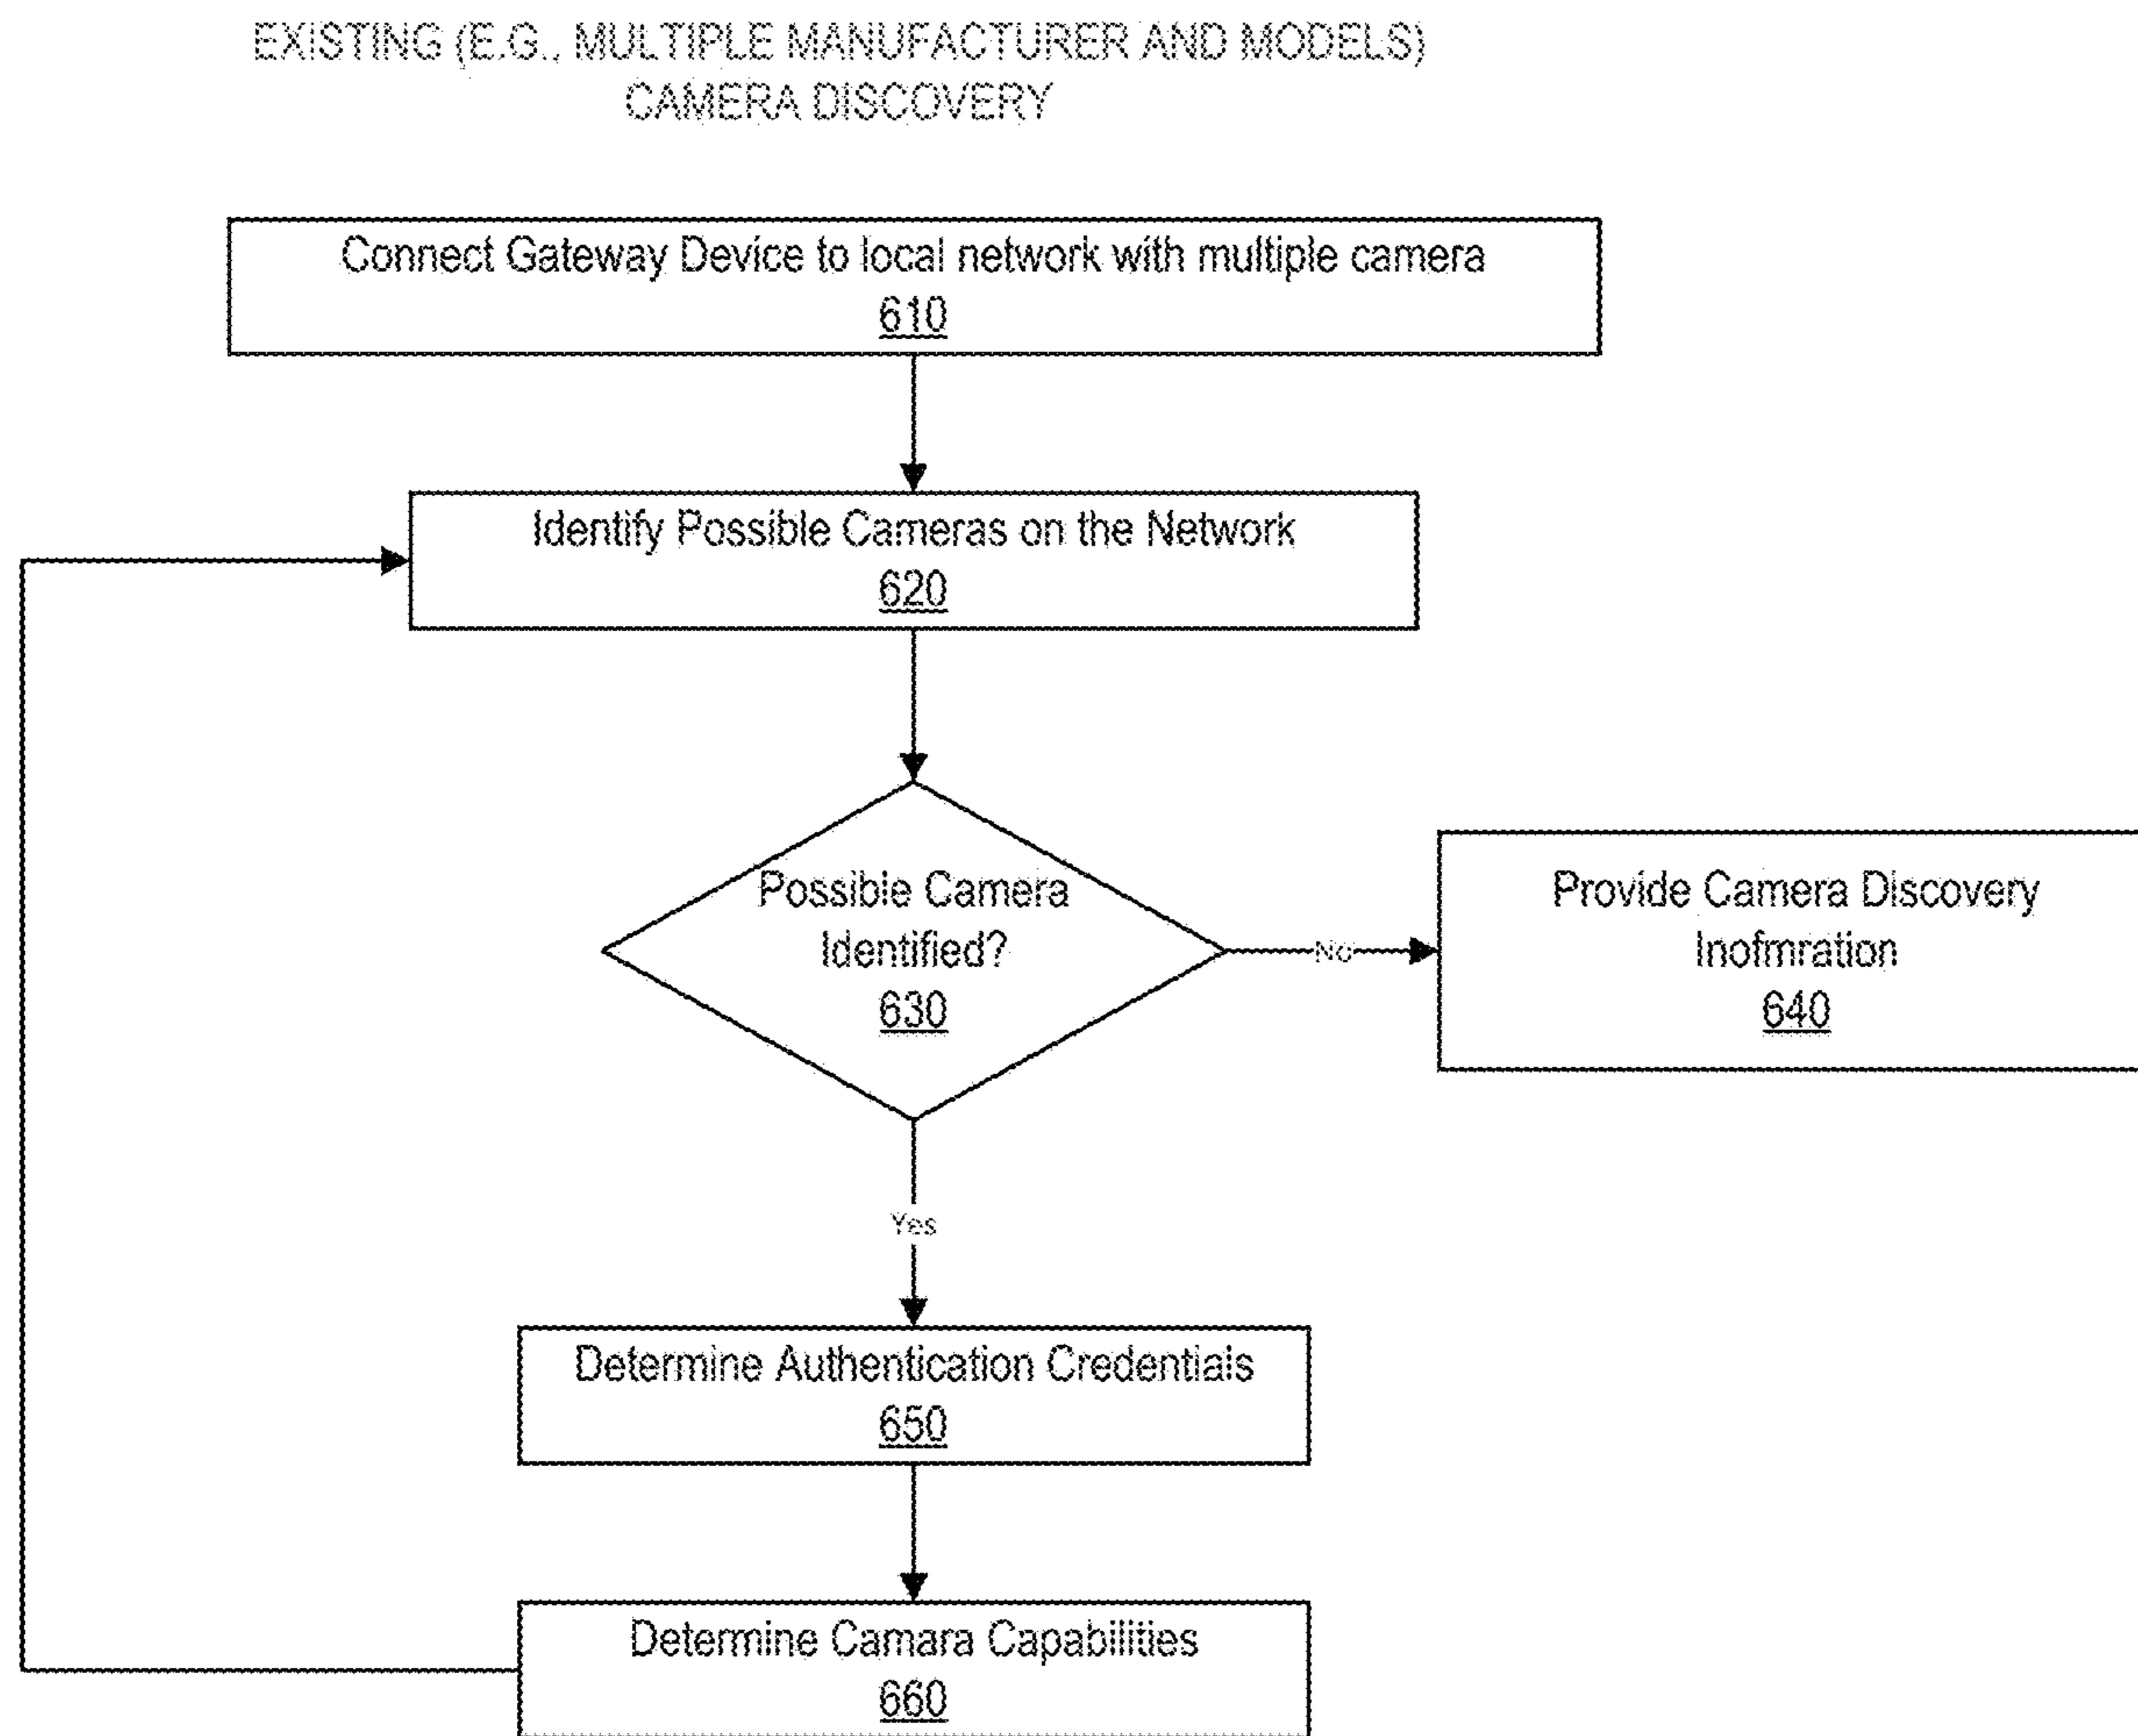 EXISTING (E.G., MULTIPLE MANUFACTURER AND MODELS)
CAMERA DISCOVERY
Connect Gateway Device to local network with multiple camera
610
Identify Possible Cameras on the Network
620
Possible Camera
Identified?
630
No
Provide Camera Discovery
Inofmration
640
Yes
Determine Authentication Credentials
650
Determine Camara Capabilities
660